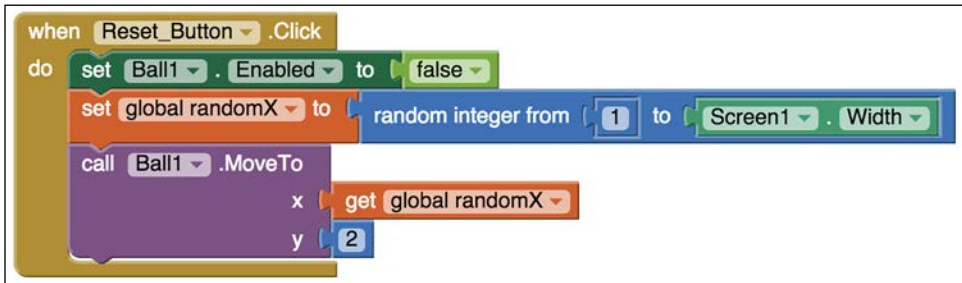 when Reset_Button .Click
do set Ball1 . Enabled to false
set global randomX to random integer from 1 to Screen1 . Width
call Ball1 .MoveTo
x get global randomX
y 2